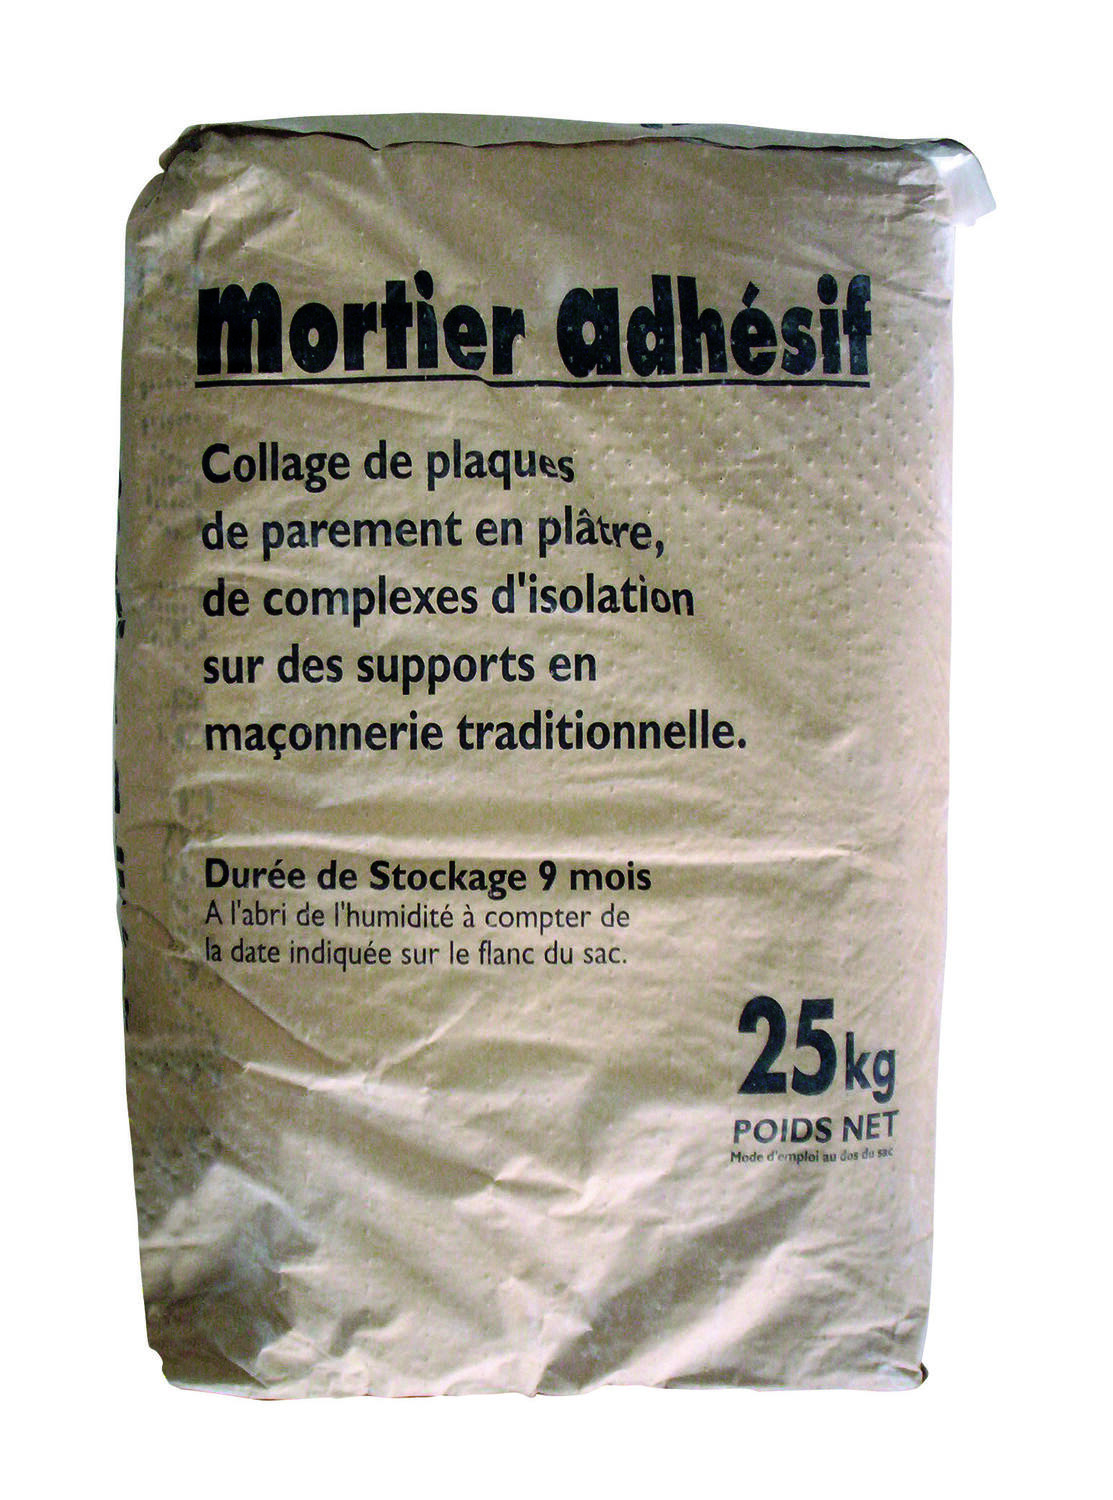 mortier adhésif
Collage de plaques
de parement en plâtre,
de complexes d'isolation
sur des supports en
maçonnerie traditionnelle.
Durée de Stockage 9 mois
A l'abri de l'humidité à compter de
la date indiquée sur le flanc du sac.
25kg
POIDS NET
Mode d'emploi au dos du sac